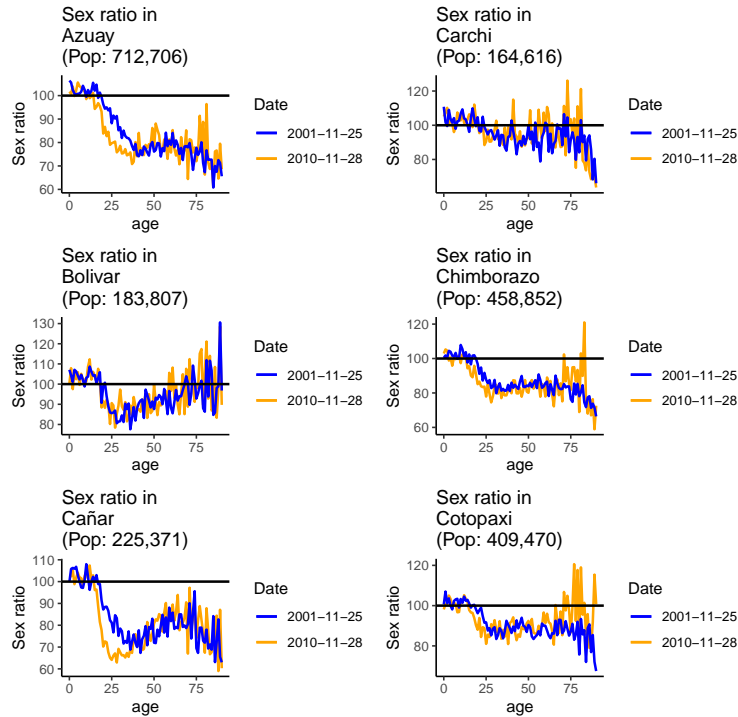 Sex ratio in
Azuay
(Pop: 712,706)
Sex ratio
100
90
80
70
60
0
25
50
75
age
Date
2001−11−25
2010−11−28
Sex ratio in
Carchi
(Pop: 164,616)
Sex ratio
120
100
80
0
25
50
75
age
Date
2001−11−25
2010−11−28
Sex ratio in
Bolivar
(Pop: 183,807)
Sex ratio
130
120
110
100
90
80
0
25
50
75
age
Date
2001−11−25
2010−11−28
Sex ratio in
Chimborazo
(Pop: 458,852)
Sex ratio
120
100
80
60
0
25
50
75
age
Date
2001−11−25
2010−11−28
Sex ratio in
Cañar
(Pop: 225,371)
Sex ratio
110
100
90
80
70
60
0
25
50
75
age
Date
2001−11−25
2010−11−28
Sex ratio in
Cotopaxi
(Pop: 409,470)
Sex ratio
120
100
80
0
25
50
75
age
Date
2001−11−25
2010−11−28